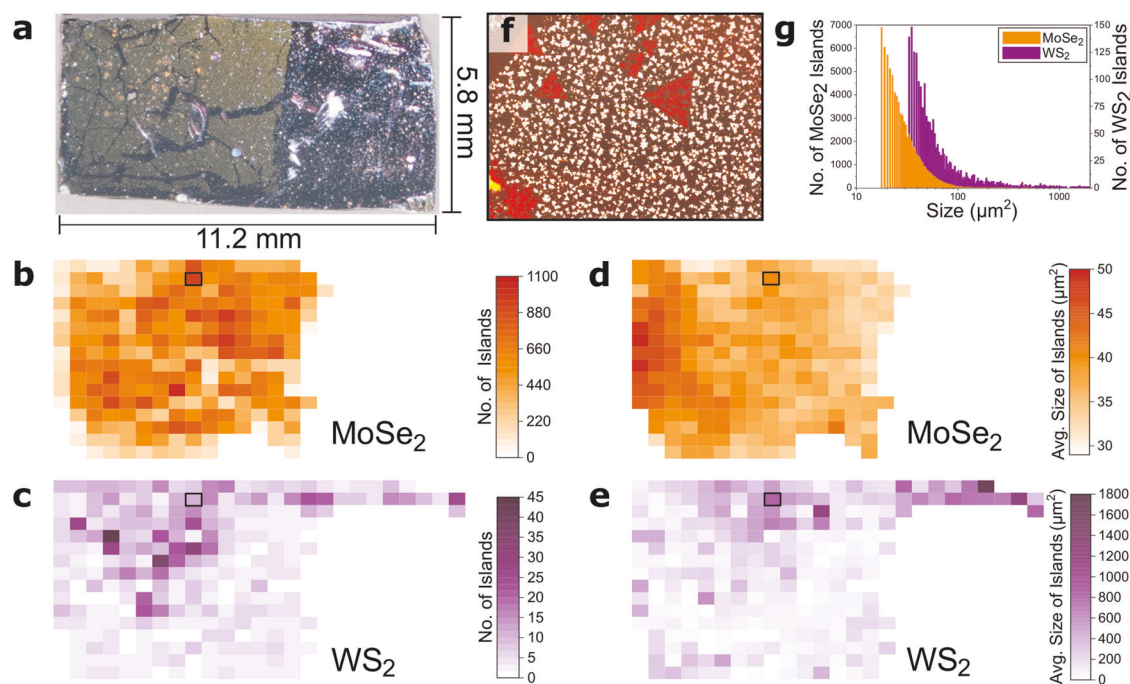 a
5.8 mm
11.2 mm
f
g
No. of MoSe₂ Islands
7000
6000
5000
4000
3000
2000
1000
0
MoSe₂
WS₂
150
125
100
75
50
25
0
No. of WS₂ Islands
10
100
1000
Size (µm²)
b
MoSe₂
No. of Islands
1100
880
660
440
220
0
d
MoSe₂
Avg. Size of Islands (µm²)
50
45
40
35
30
c
WS₂
No. of Islands
45
40
35
30
25
20
15
10
5
0
e
WS₂
Avg. Size of Islands (µm²)
1800
1600
1400
1200
1000
800
600
400
200
0